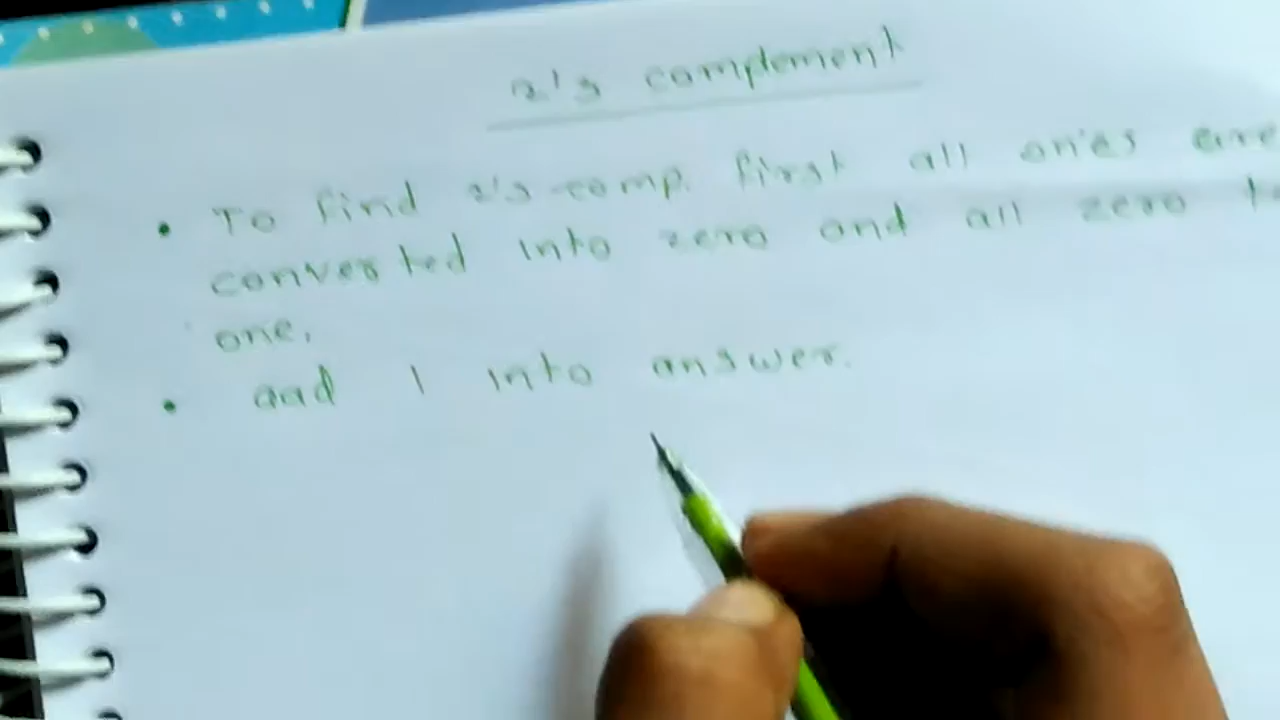 2's complement
• To find 2's comp. first all one's are
converted into zero and all zero to
one.
• aad 1 into answer.